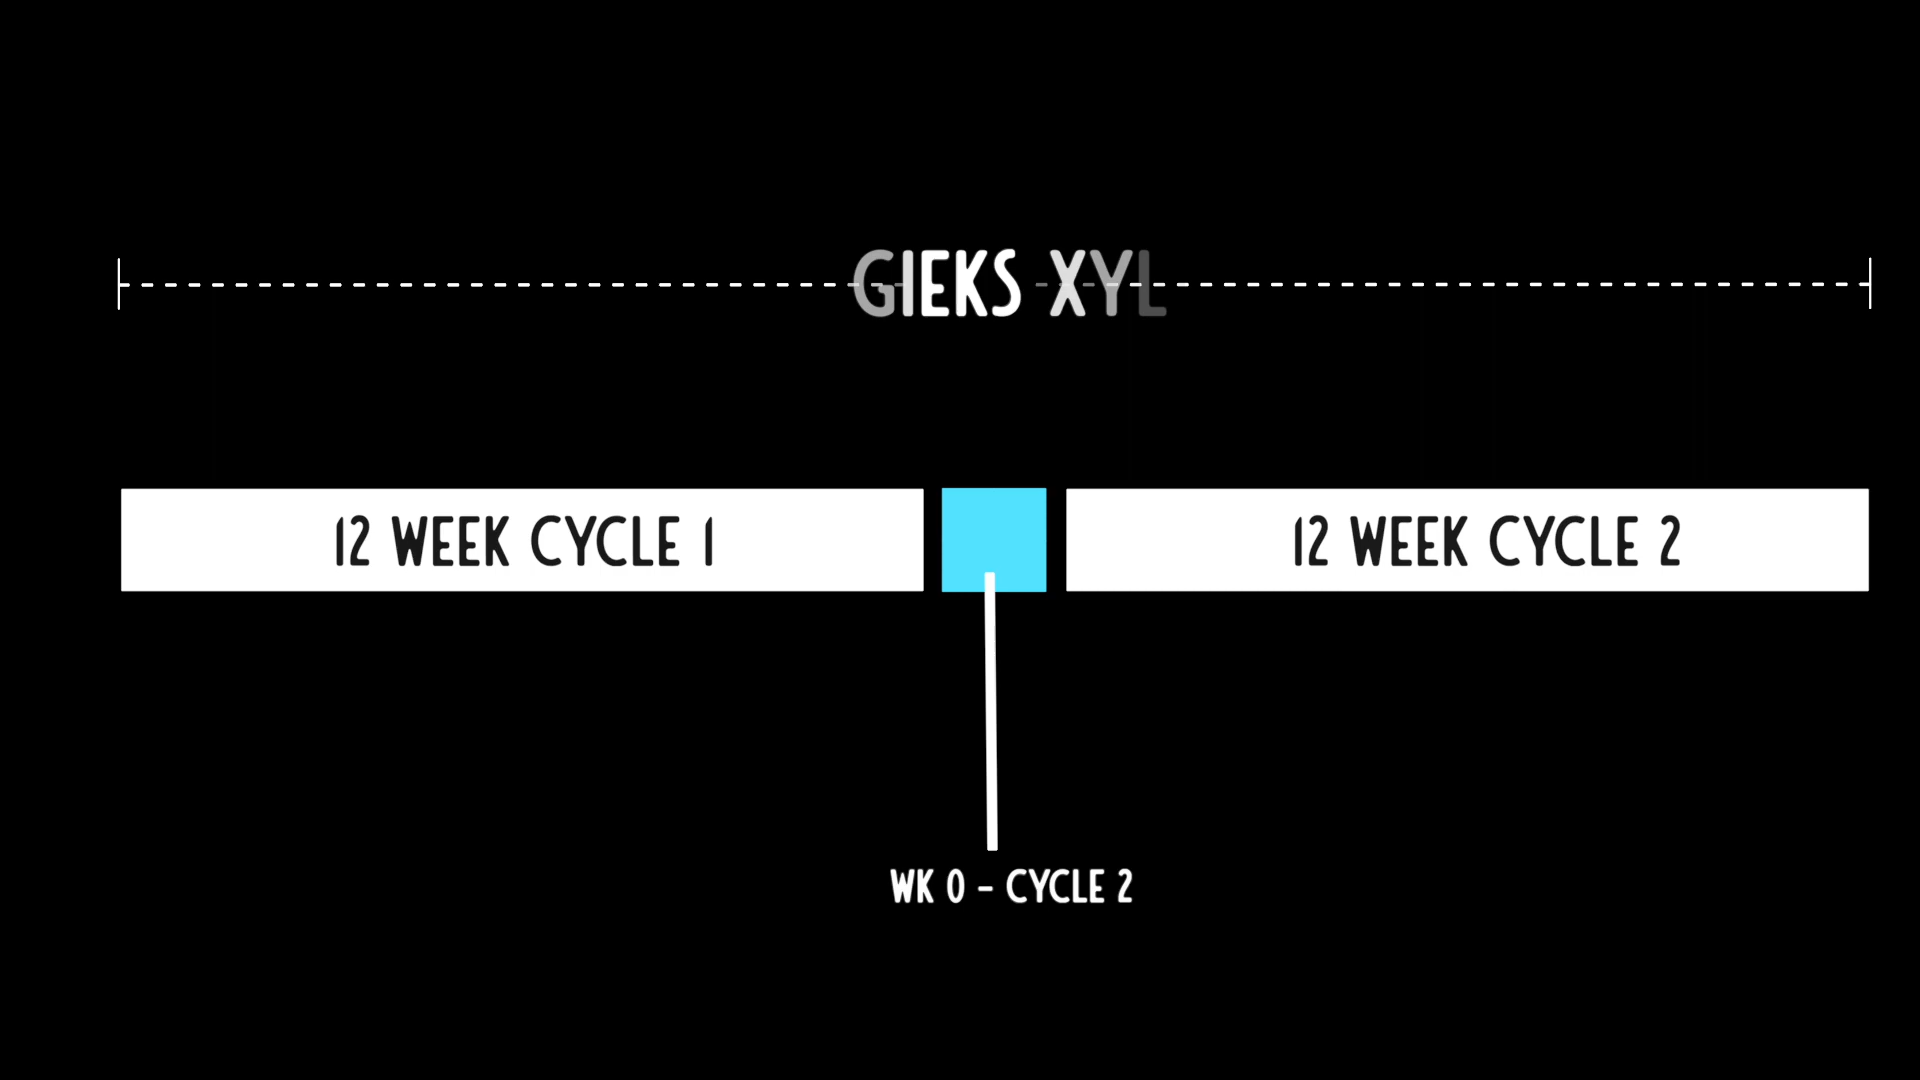 GIEKS XYL
12 WEEK CYCLE 1
12 WEEK CYCLE 2
WK 0 - CYCLE 2